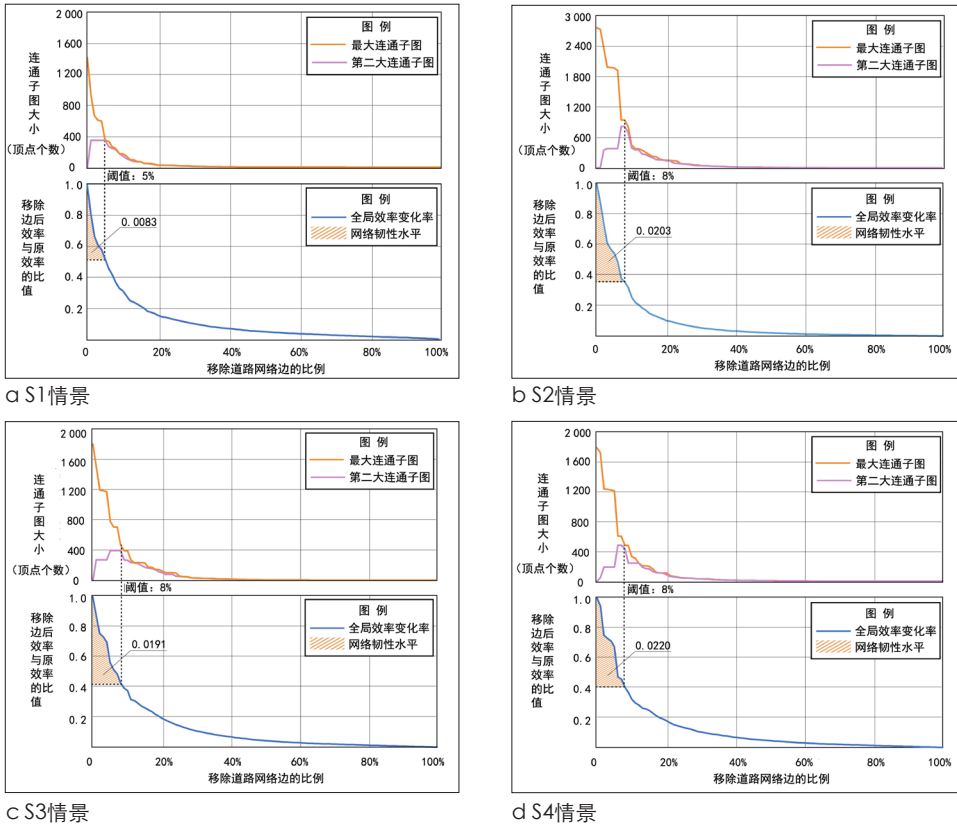 2 000
1 600
1 200
800
400
0
连通子图大小
(顶点个数)
图 例
最大连通子图
第二大连通子图
阈值：5%
1.0
0.8
0.6
0.4
0.2
移除边后效率与原效率的比值
0.0083
图 例
全局效率变化率
网络韧性水平
0 20% 40% 60% 80% 100%
移除道路网络边的比例
a S1情景
3 000
2 400
1 800
1 200
600
0
连通子图大小
(顶点个数)
图 例
最大连通子图
第二大连通子图
阈值：8%
1.0
0.8
0.6
0.4
0.2
移除边后效率与原效率的比值
0.0203
图 例
全局效率变化率
网络韧性水平
0 20% 40% 60% 80% 100%
移除道路网络边的比例
b S2情景
2 000
1 600
1 200
800
400
0
连通子图大小
(顶点个数)
图 例
最大连通子图
第二大连通子图
阈值：8%
1.0
0.8
0.6
0.4
0.2
移除边后效率与原效率的比值
0.0191
图 例
全局效率变化率
网络韧性水平
0 20% 40% 60% 80% 100%
移除道路网络边的比例
c S3情景
2 000
1 600
1 200
800
400
0
连通子图大小
(顶点个数)
图 例
最大连通子图
第二大连通子图
阈值：8%
1.0
0.8
0.6
0.4
0.2
移除边后效率与原效率的比值
0.0220
图 例
全局效率变化率
网络韧性水平
0 20% 40% 60% 80% 100%
移除道路网络边的比例
d S4情景